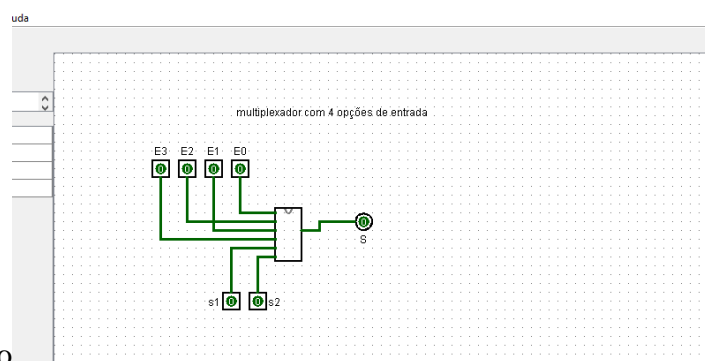 uda
multiplexador com 4 opções de entrada
E3 E2 E1 E0
0 0 0 0
0
S
s1 0 0 s2
o